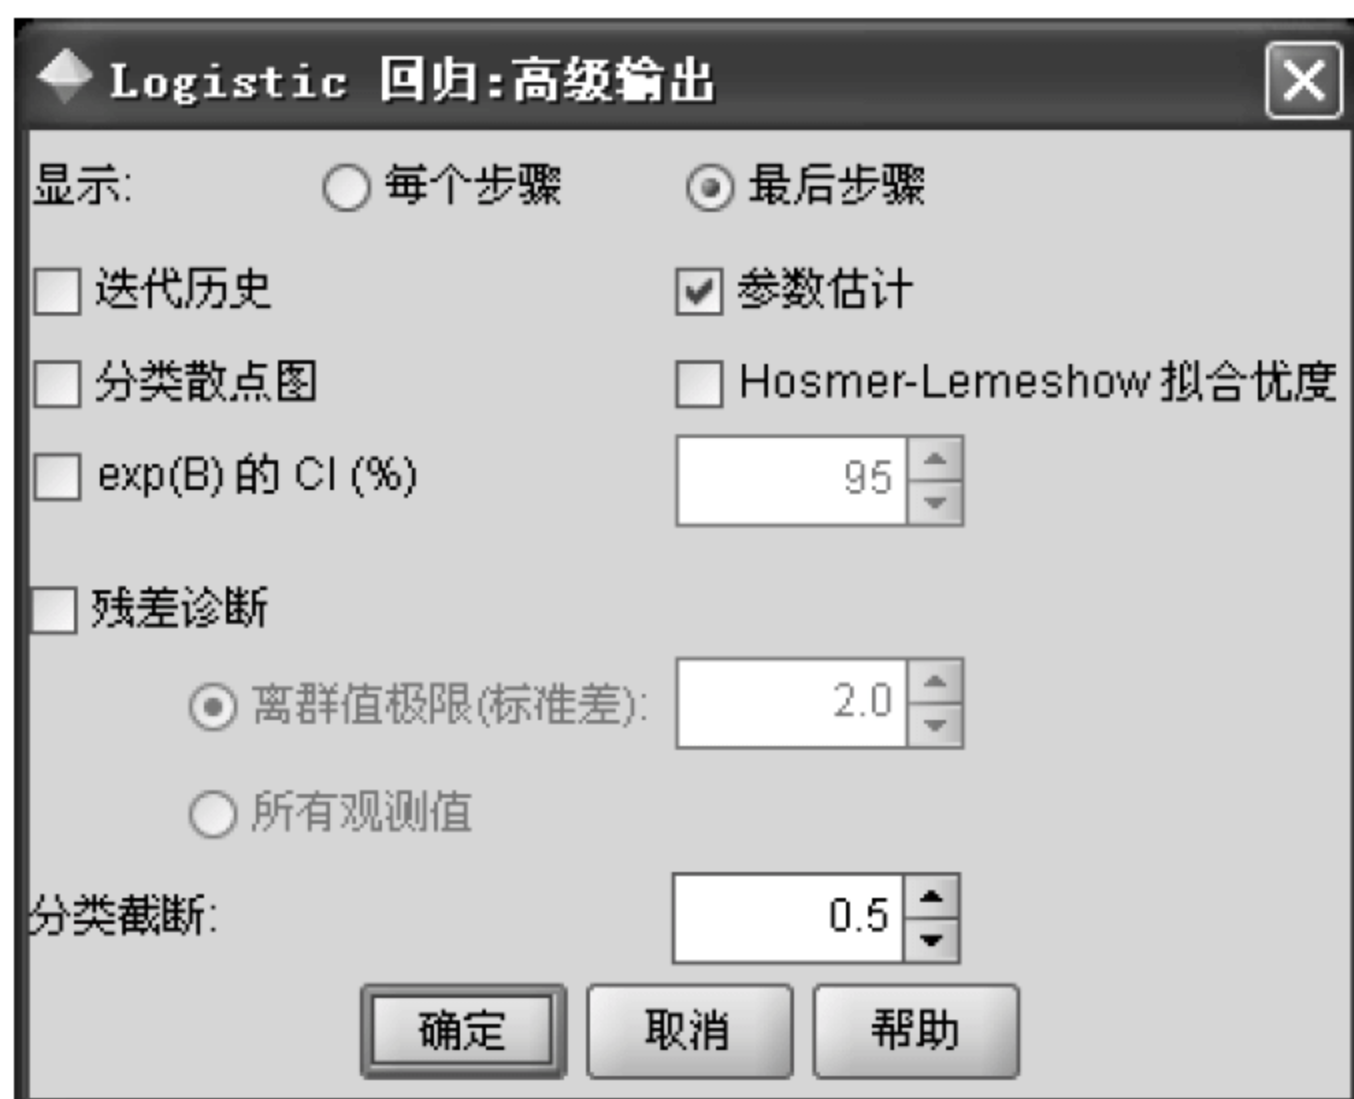 Logistic 回归:高级输出
显示: 每个步骤 最后步骤
迭代历史 参数估计
分类散点图 Hosmer-Lemeshow 拟合优度
exp(B) 的 CI (%) 95
残差诊断
离群值极限(标准差): 2.0
所有观测值
分类截断: 0.5
确定 取消 帮助